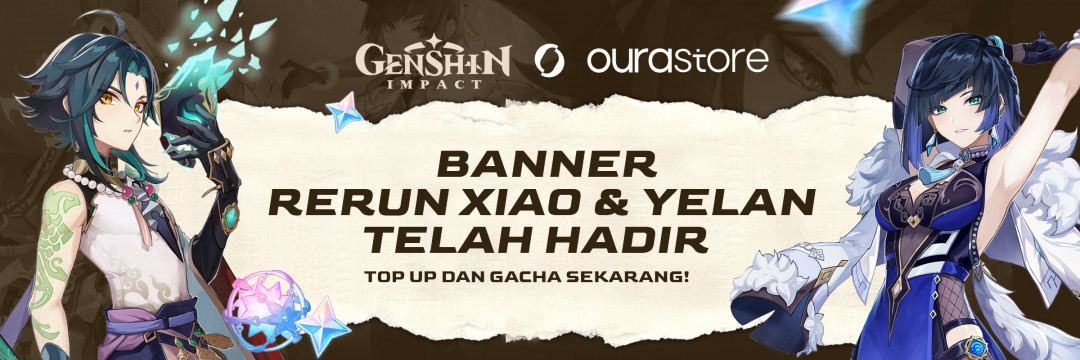 GENSHIN
IMPACT
ourastore
BANNER
RERUN XIAO & YELAN
TELAH HADIR
TOP UP DAN GACHA SEKARANG!